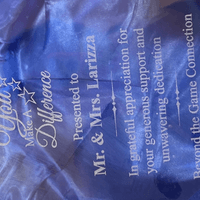 You
Make A
Difference
Presented to
Mr. & Mrs. Larizza
In grateful appreciation for
your generous support and
unwavering dedication
Beyond the Game Connection